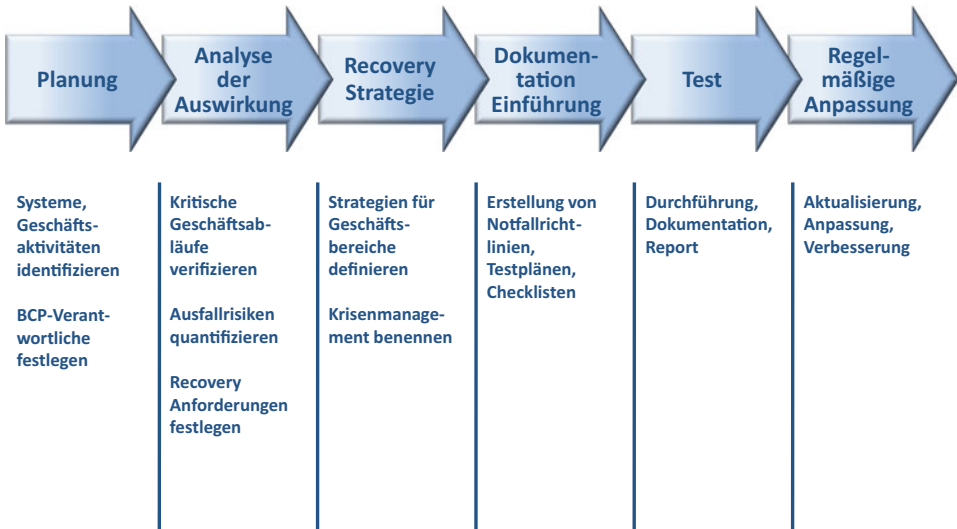 Planung
Analyse
der
Auswirkung
Recovery
Strategie
Dokumen-
tation
Einführung
Test
Regel-
mäßige
Anpassung
Systeme,
Geschäfts-
aktivitäten
identifizieren
BCP-Verant-
wortliche
festlegen
Kritische
Geschäftsab-
läufe
verifizieren
Ausfallrisiken
quantifizieren
Recovery
Anforderungen
festlegen
Strategien für
Geschäfts-
bereiche
definieren
Krisenmanage-
ment benennen
Erstellung von
Notfallricht-
linien,
Testplänen,
Checklisten
Durchführung,
Dokumentation,
Report
Aktualisierung,
Anpassung,
Verbesserung